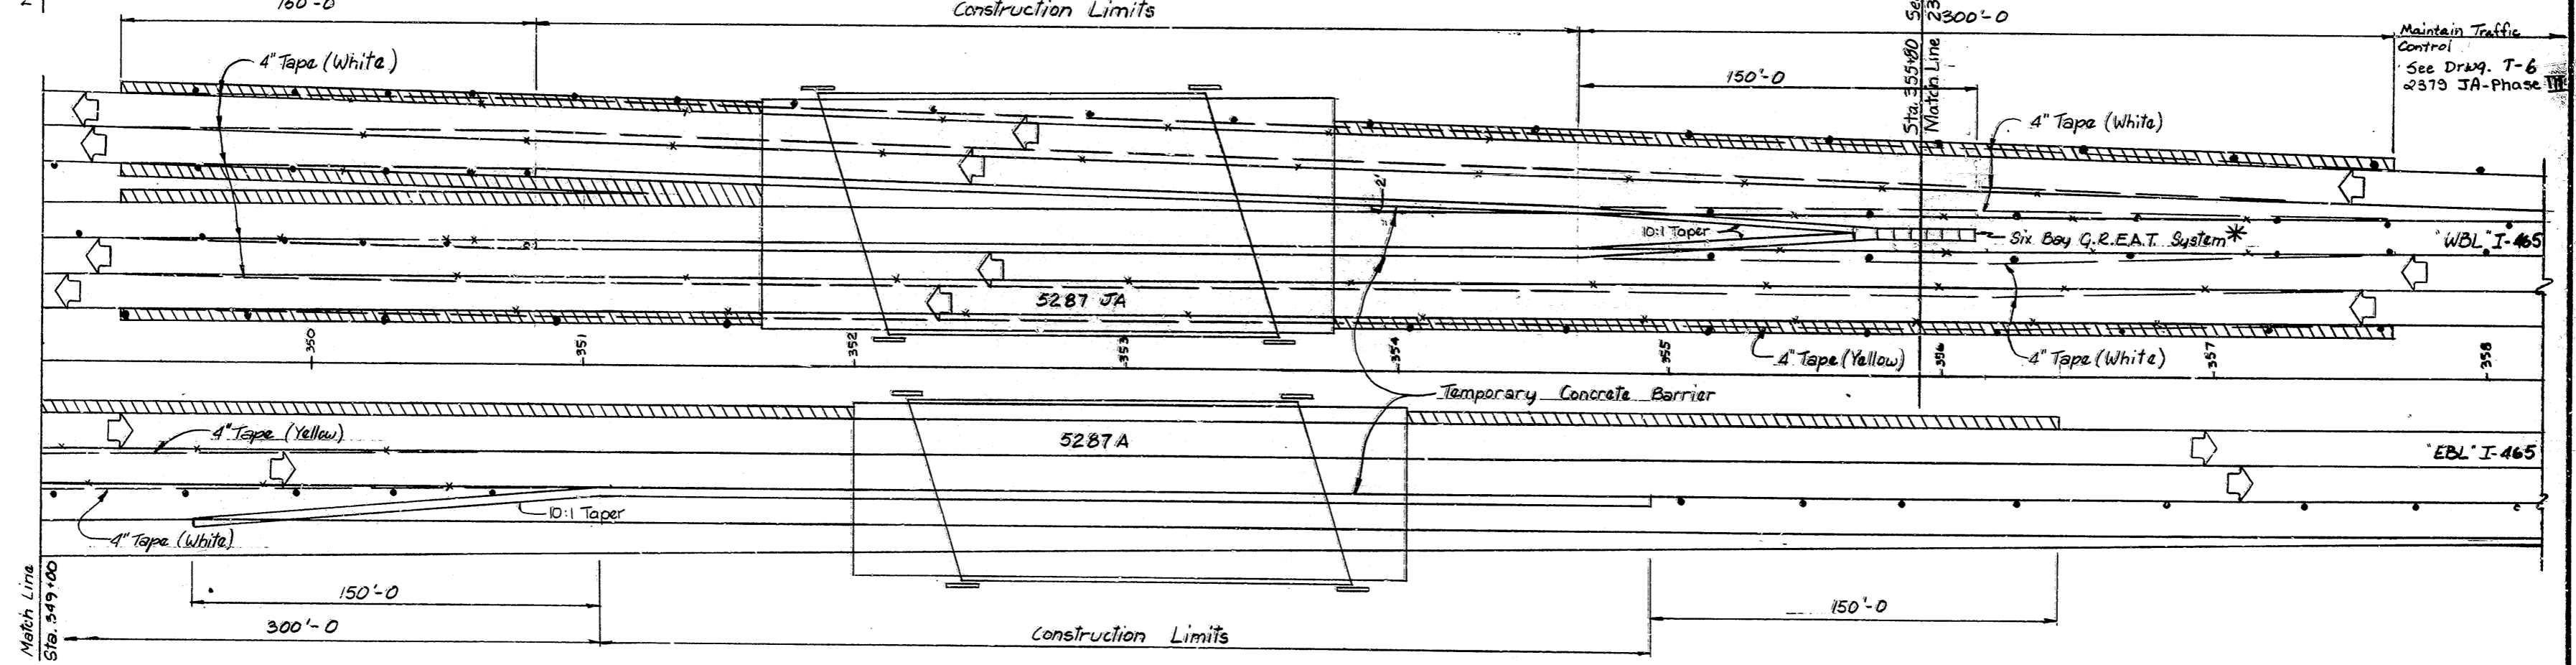 Construction Limits
300'-0
Maintain Traffic
Control
See Drwg. T-6
2379 JA-Phase III
4" Tape (White)
150'-0
Sta. 355+80
Match Line
4" Tape (White)
2'
10:1 Taper
Six Bay G.R.E.A.T. System*
"WBL" I-465
5287 JA
350
351
352
353
354
355
356
357
358
4" Tape (Yellow)
4" Tape (White)
Temporary Concrete Barrier
4" Tape (Yellow)
5287A
"EBL" I-465
10:1 Taper
4" Tape (White)
Match Line
Sta. 349+00
150'-0
150'-0
300'-0
Construction Limits